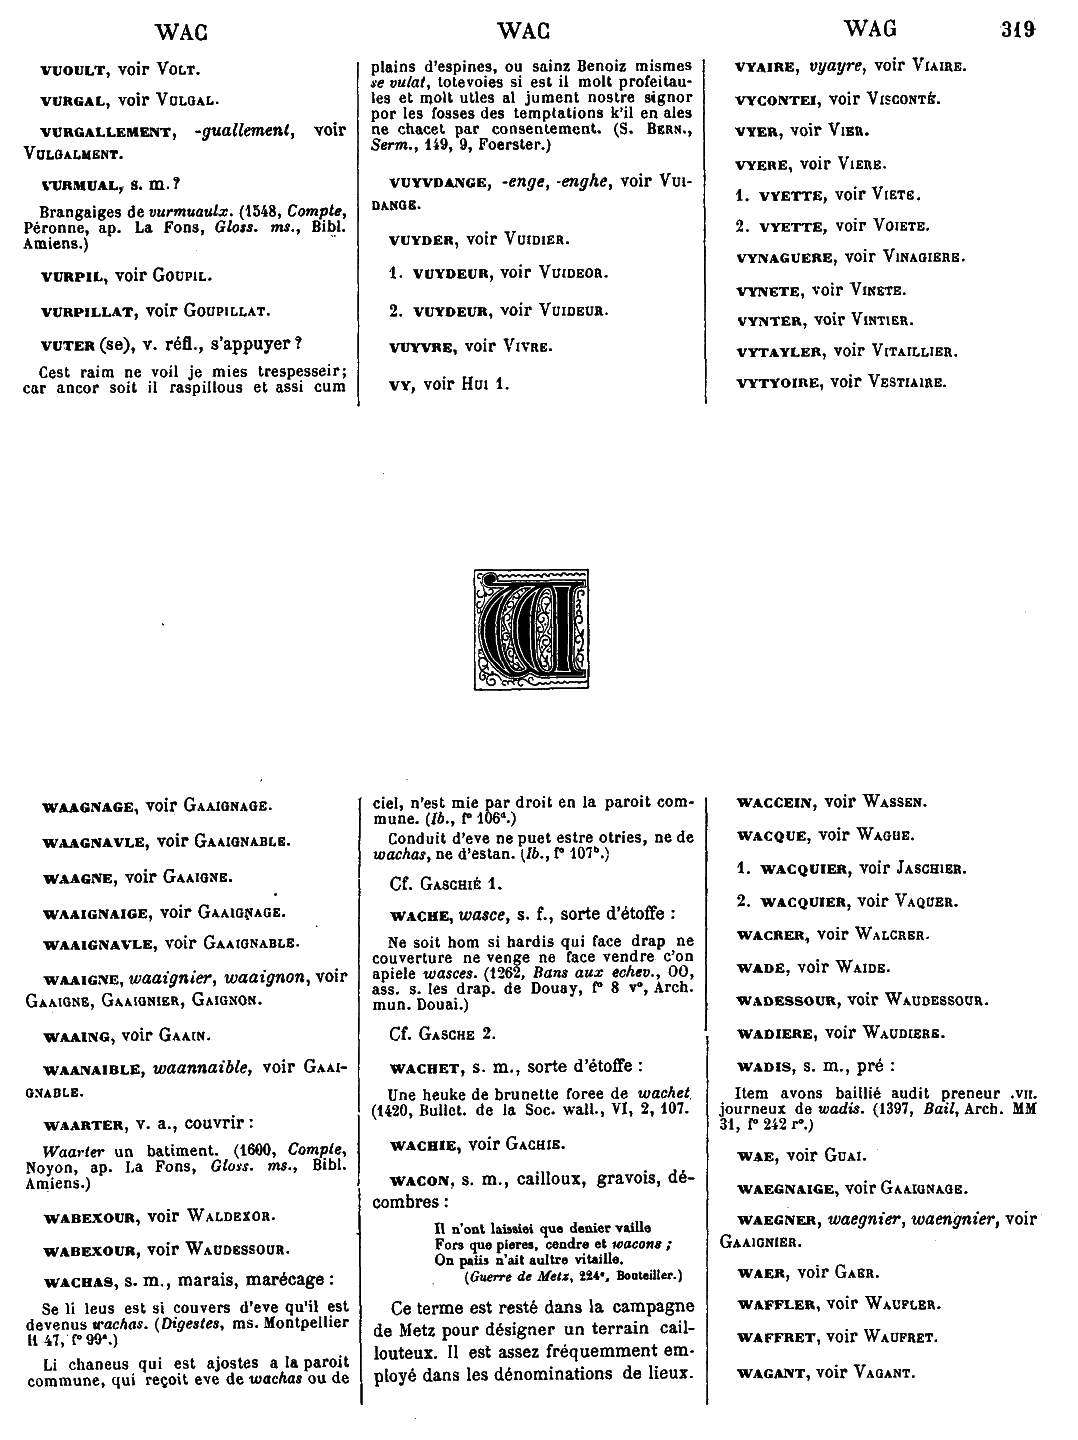 WAC
WAC
WAG
319
VUOULT, voir VOLT.
VURGAL, voir VULGAL.
VURGALLEMENT, -guallement, voir
VULGALMENT.
VURMUAL, s. m.?
Brangaiges de vurmuaulx. (1548, Compte,
Péronne, ap. La Fons, Gloss. ms., Bibl.
Amiens.)
VURPIL, voir GOUPIL.
VURPILLAT, voir GOUPILLAT.
VUTER (se), v. réfl., s'appuyer?
Cest raim ne voil je mies trespesseir;
car ancor soit il raspillous et assi cum
plains d'espines, ou sainz Benoiz mismes
se vulat, totevoies si est il molt profeitau-
les et molt utles al jument nostre signor
por les fosses des temptations k'il en ales
ne chacet par consentement. (S. BERN.,
Serm., 149, 9, Foerster.)
VUYVDANGE, -enge, -enghe, voir VUI-
DANGE.
VUYDER, voir VUIDIER.
1. VUYDEUR, voir VUIDEOR.
2. VUYDEUR, voir VUIDEUR.
VUYVRE, voir VIVRE.
VY, voir HUI 1.
VYAIRE, vyayre, voir VIAIRE.
VYCONTEI, voir VISCONTÉ.
VYER, voir VIER.
VYERE, voir VIERE.
1. VYETTE, voir VIETE.
2. VYETTE, voir VOIETE.
VYNAGUERE, voir VINAGIERE.
VYNETE, voir VINETE.
VYNTER, voir VINTIER.
VYTAYLER, voir VITAILLIER.
VYTYOIRE, voir VESTIAIRE.
W
WAAGNAGE, voir GAAIGNAGE.
WAAGNAVLE, voir GAAIGNABLE.
WAAGNE, voir GAAIGNE.
WAAIGNAIGE, voir GAAIGNAGE.
WAAIGNAVLE, voir GAAIGNABLE.
WAAIGNE, waaignier, waaignon, voir
GAAIGNE, GAAIGNIER, GAIGNON.
WAAING, voir GAAIN.
WAANAIBLE, waannaible, voir GAAI-
GNABLE.
WAARTER, v. a., couvrir :
Waarter un batiment. (1600, Compte,
Noyon, ap. La Fons, Gloss. ms., Bibl.
Amiens.)
WABEXOUR, voir WALDEXOR.
WABEXOUR, voir WAUDESSOUR.
WACHAS, s. m., marais, marécage :
Se li leus est si couvers d'eve qu'il est
devenus wachas. (Digestes, ms. Montpellier
H 47, f° 99ª.)
Li chaneus qui est ajostes a la paroit
commune, qui reçoit eve de wachas ou de
ciel, n'est mie par droit en la paroit com-
mune. (Ib., f° 106ᵈ.)
Conduit d'eve ne puet estre otries, ne de
wachas, ne d'estan. (Ib., f° 107ᵇ.)
Cf. GASCHIÉ 1.
WACHE, wasce, s. f., sorte d'étoffe :
Ne soit hom si hardis qui face drap ne
couverture ne venge ne face vendre c'on
apiele wasces. (1262, Bans aux echev., OO,
ass. s. les drap. de Douay, f° 8 v°, Arch.
mun. Douai.)
Cf. GASCHE 2.
WACHET, s. m., sorte d'étoffe :
Une heuke de brunette foree de wachet.
(1420, Bullet. de la Soc. wall., VI, 2, 107.
WACHIE, voir GACHIE.
WACON, s. m., cailloux, gravois, dé-
combres :
Il n'ont laissiei que denier vaille
Fors que pieres, cendre et wacons ;
On paiis n'ait aultre vitaille.
(Guerre de Metz, 224ᵉ, Bouteiller.)
Ce terme est resté dans la campagne
de Metz pour désigner un terrain cail-
louteux. Il est assez fréquemment em-
ployé dans les dénominations de lieux.
WACCEIN, voir WASSEN.
WACQUE, voir WAGUE.
1. WACQUIER, voir JASCHIER.
2. WACQUIER, voir VAQUER.
WACRER, voir WALCRER.
WADE, voir WAIDE.
WADESSOUR, voir WAUDESSOUR.
WADIERE, voir WAUDIERE.
WADIS, s. m., pré :
Item avons baillié audit preneur .VII.
journeux de wadis. (1397, Bail, Arch. MM
31, f° 242 r°.)
WAE, voir GUAI.
WAEGNAIGE, voir GAAIGNAGE.
WAEGNER, waegnier, waengnier, voir
GAAIGNIER.
WAER, voir GAER.
WAFFLER, voir WAUFLER.
WAFFRET, voir WAUFRET.
WAGANT, voir VAGANT.